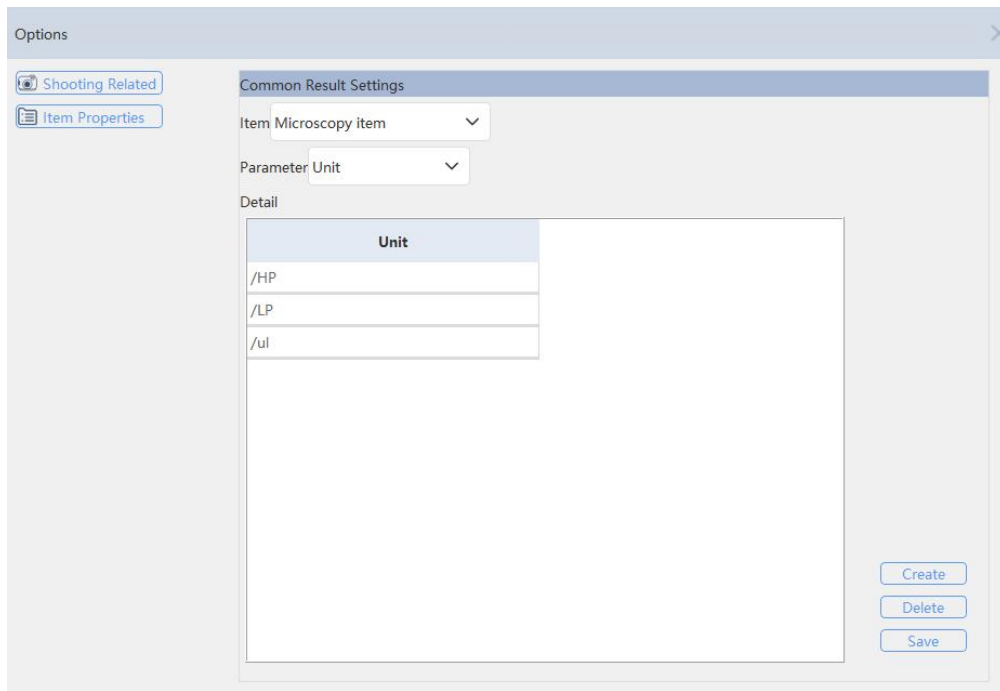 Options
Shooting Related
Item Properties
Common Result Settings
Item Microscopy item
Parameter Unit
Detail
Unit
/HP
/LP
/ul
Create
Delete
Save